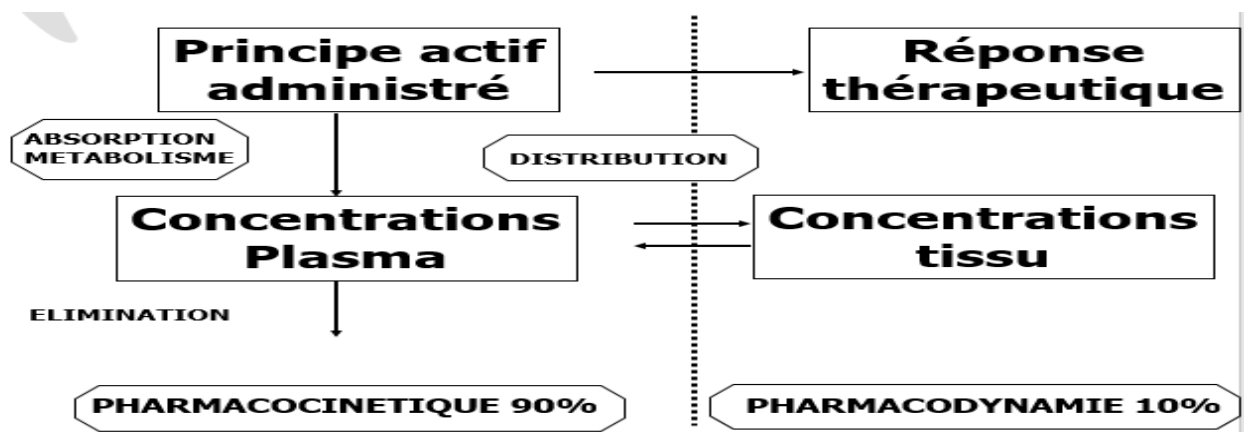 Principe actif
administré
Réponse
thérapeutique
ABSORPTION
METABOLISME
DISTRIBUTION
Concentrations
Plasma
Concentrations
tissu
ELIMINATION
PHARMACOCINETIQUE 90%
PHARMACODYNAMIE 10%